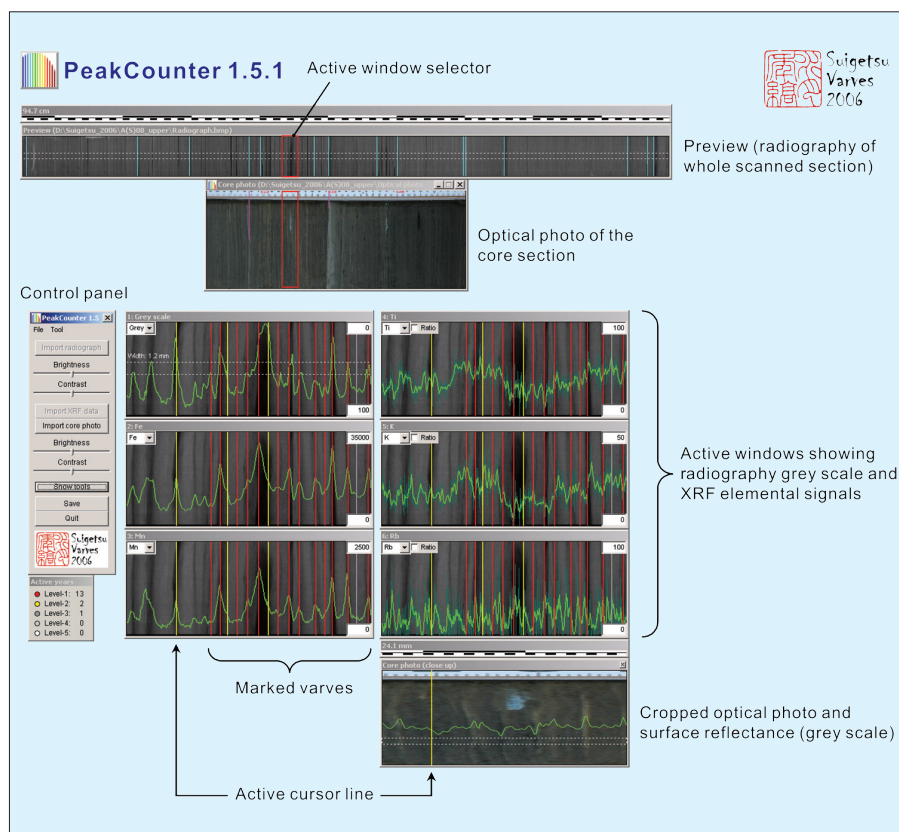 PeakCounter 1.5.1
Active window selector
Suigetsu
Varves
2006
94.7 cm
Preview (D:\Suigetsu_2006\A(S)08_upper\Radiograph.bmp)
Preview (radiography of
whole scanned section)
Core photo (D:\Suigetsu_2006\A(S)08_upper\Optical photo
Optical photo of the
core section
Control panel
PeakCounter 1.5
File Tool
Import radiograph
Brightness
Contrast
Import XRF data
Import core photo
Brightness
Contrast
Show tools
Save
Quit
Suigetsu
Varves
2006
Active years
Level-1: 13
Level-2: 2
Level-3: 1
Level-4: 0
Level-5: 0
1: Grey scale
Grey
0
Width: 1.2 mm
100
2: Fe
Fe
35000
0
3: Mn
Mn
2500
0
4: Ti
Ti Ratio
100
0
5: K
K Ratio
50
0
6: Rb
Rb Ratio
100
0
Active windows showing
radiography grey scale and
XRF elemental signals
Marked varves
24.1 mm
Core photo (close up)
Cropped optical photo and
surface reflectance (grey scale)
Active cursor line